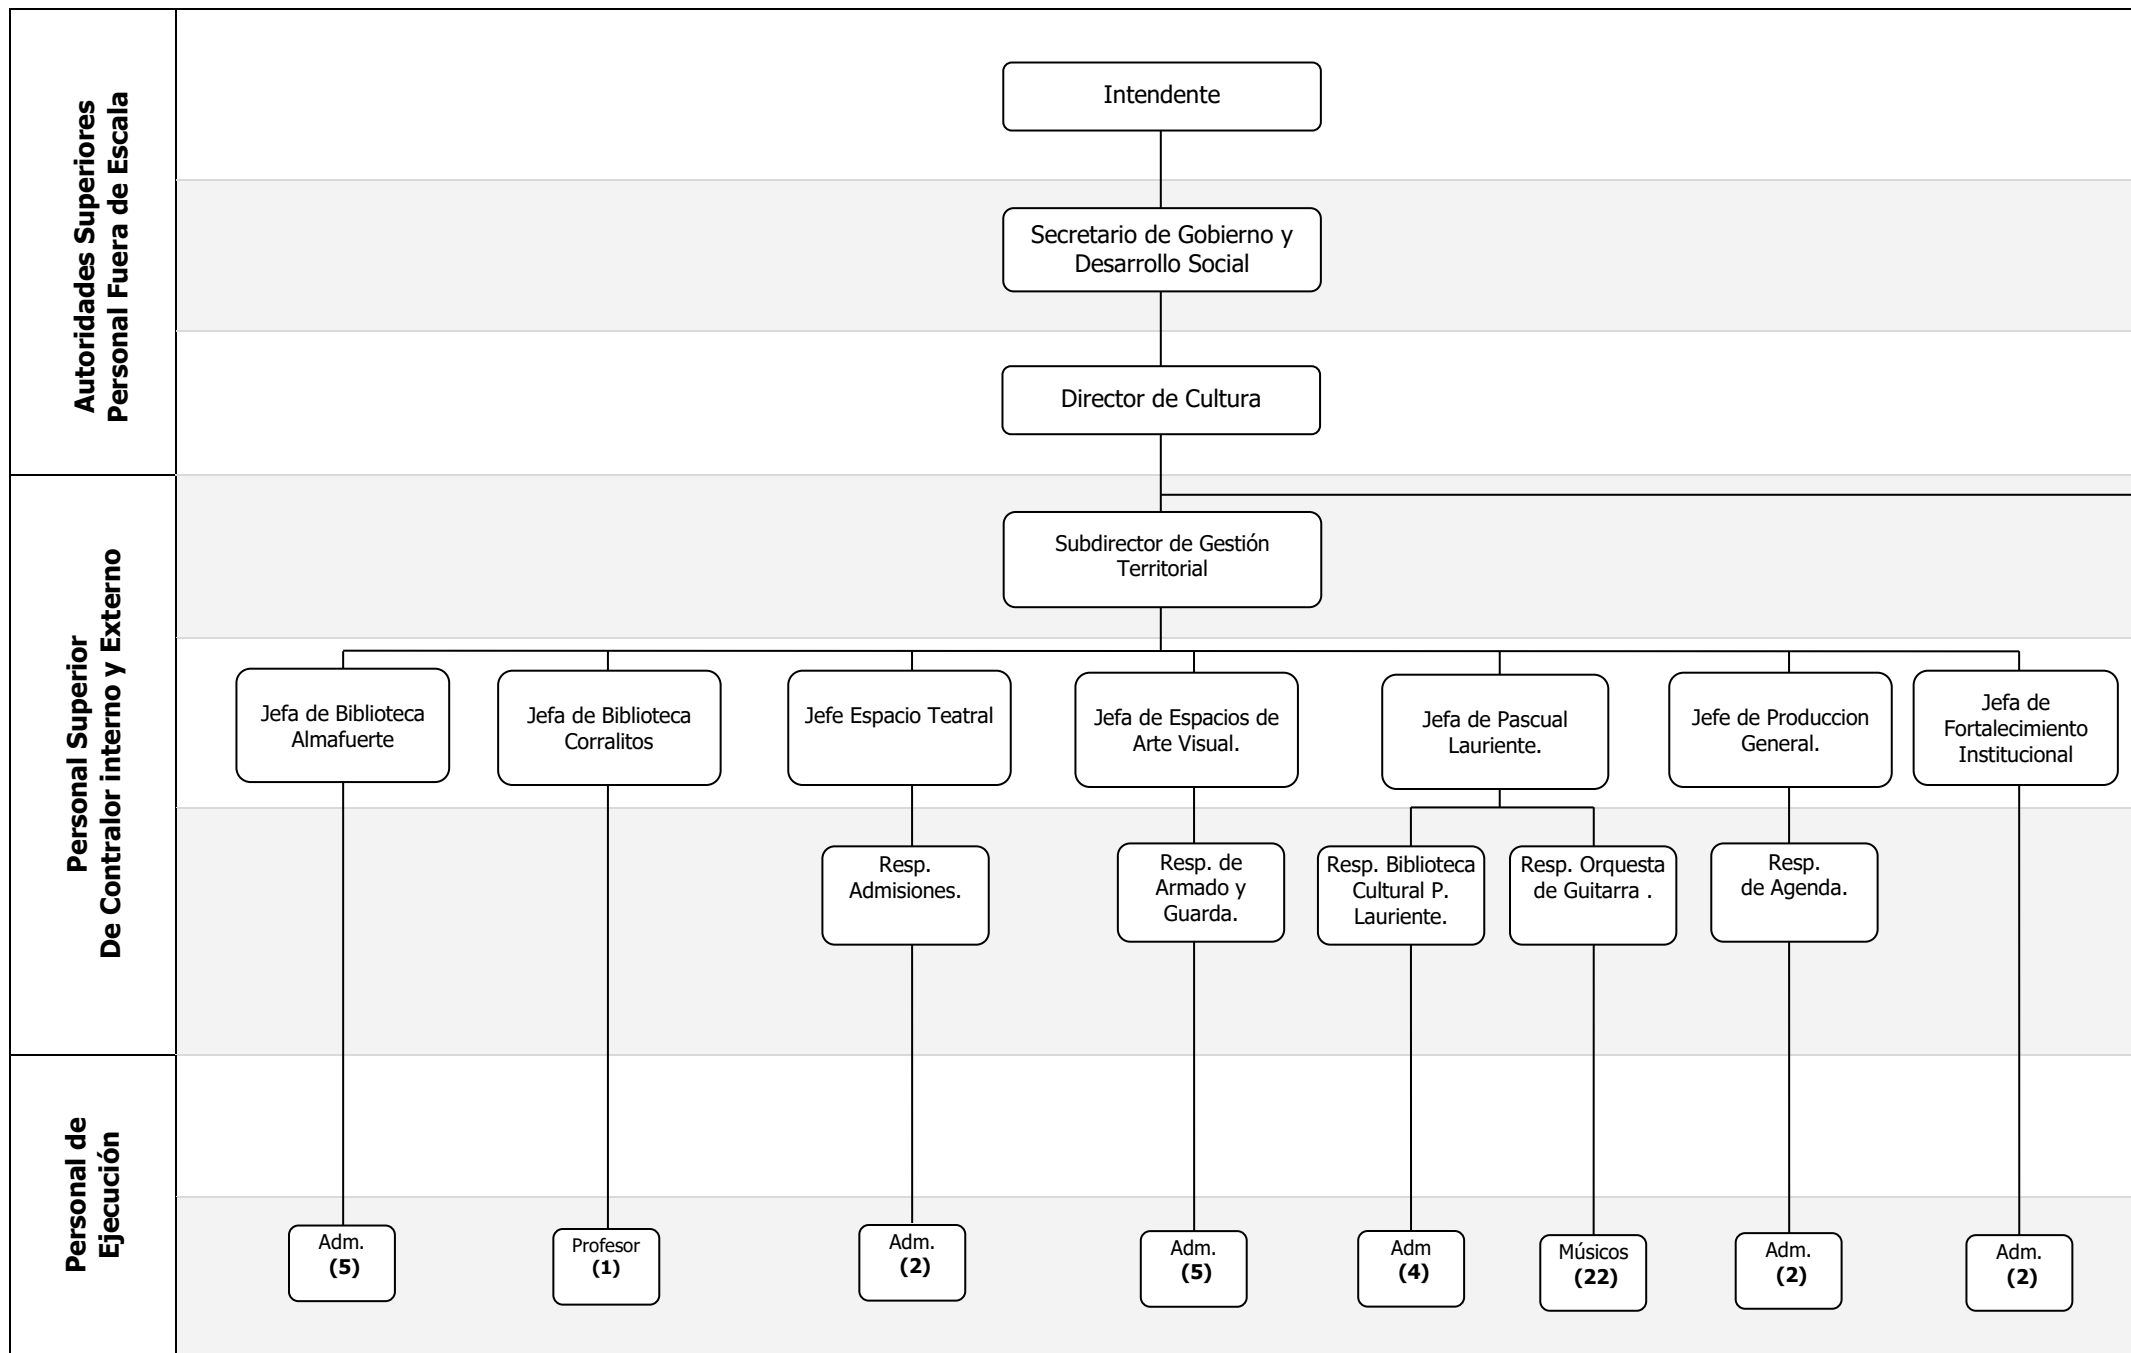 Autoridades Superiores
Personal Fuera de Escala
Intendente
Secretario de Gobierno y
Desarrollo Social
Director de Cultura
Personal Superior
De Contralor interno y Externo
Subdirector de Gestión
Territorial
Jefa de Biblioteca
Almafuerte
Jefa de Biblioteca
Corralitos
Jefe Espacio Teatral
Jefa de Espacios de
Arte Visual.
Jefa de Pascual
Lauriente.
Jefe de Produccion
General.
Jefa de
Fortalecimiento
Institucional
Resp.
Admisiones.
Resp. de
Armado y
Guarda.
Resp. Biblioteca
Cultural P.
Lauriente.
Resp. Orquesta
de Guitarra .
Resp.
de Agenda.
Personal de
Ejecución
Adm.
(5)
Profesor
(1)
Adm.
(2)
Adm.
(5)
Adm
(4)
Músicos
(22)
Adm.
(2)
Adm.
(2)